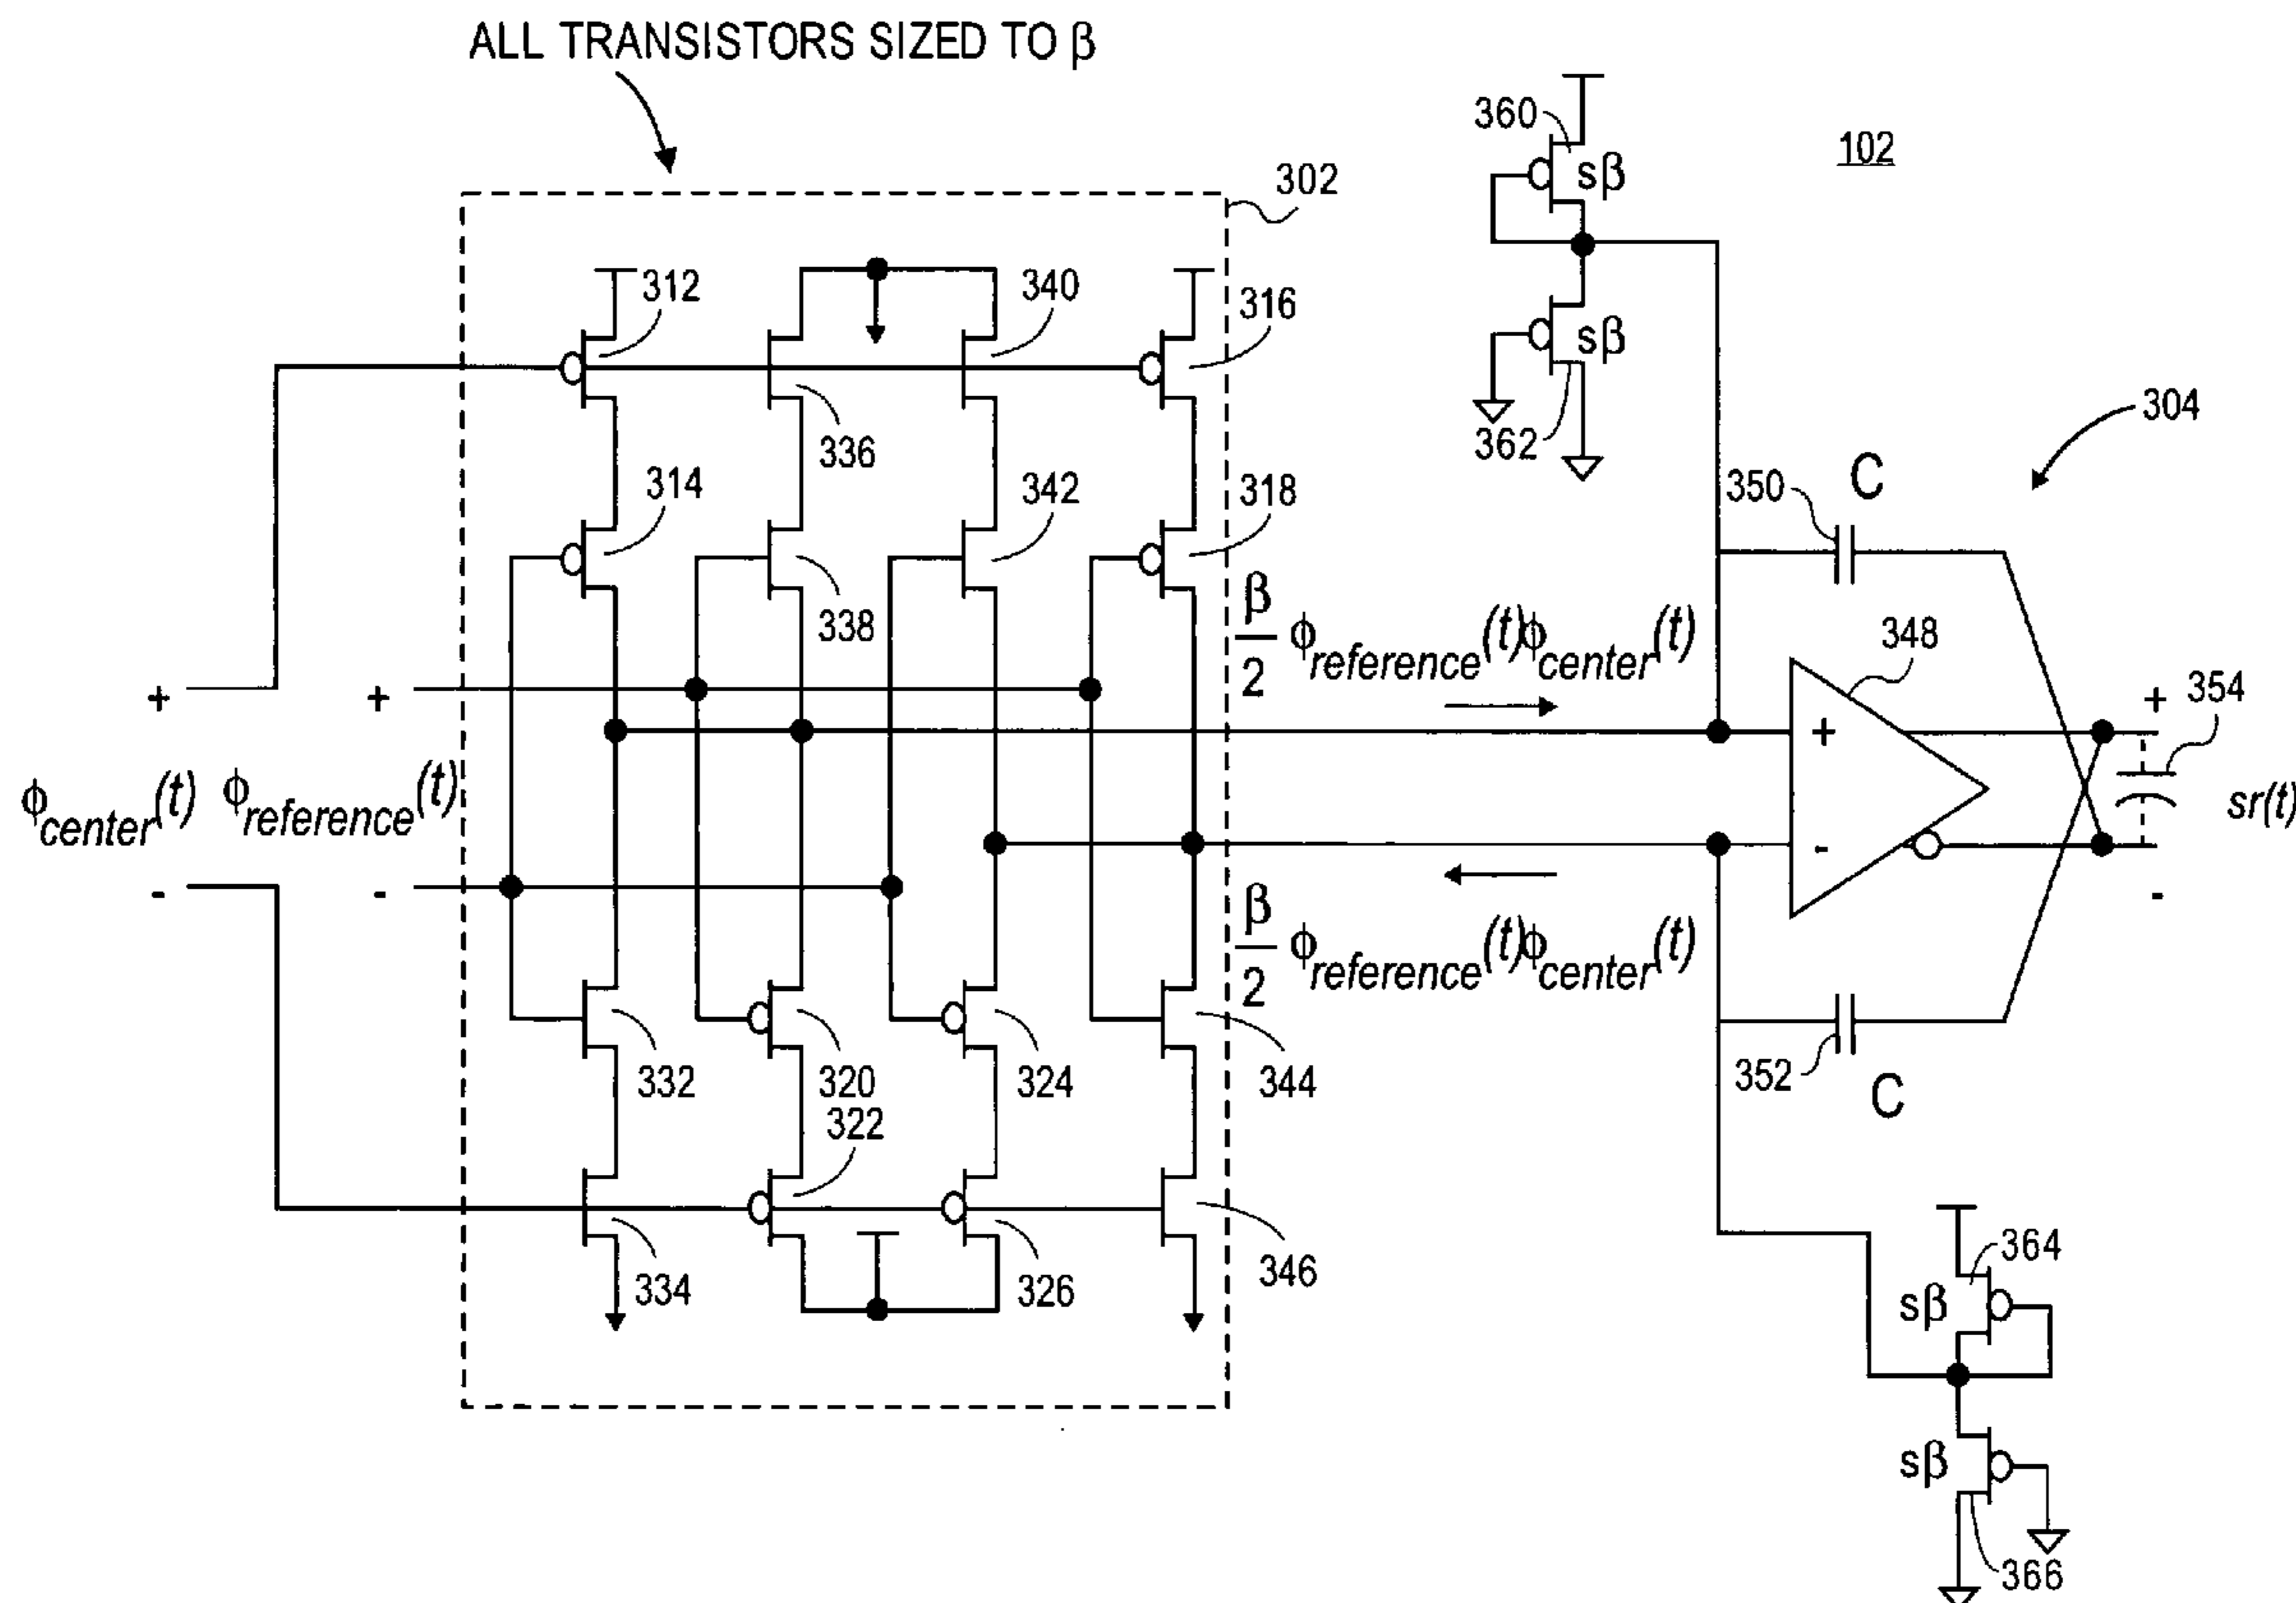 ALL TRANSISTORS SIZED TO β
360
sβ
102
302
312
340
316
sβ
304
336
362
C
350
314
342
318
338
β/2 ϕreference(t)ϕcenter(t)
348
+
+
+
354
+
ϕcenter(t)
ϕreference(t)
sr(t)
-
-
-
-
β/2 ϕreference(t)ϕcenter(t)
332
320
324
344
352
C
322
334
326
346
364
sβ
sβ
366